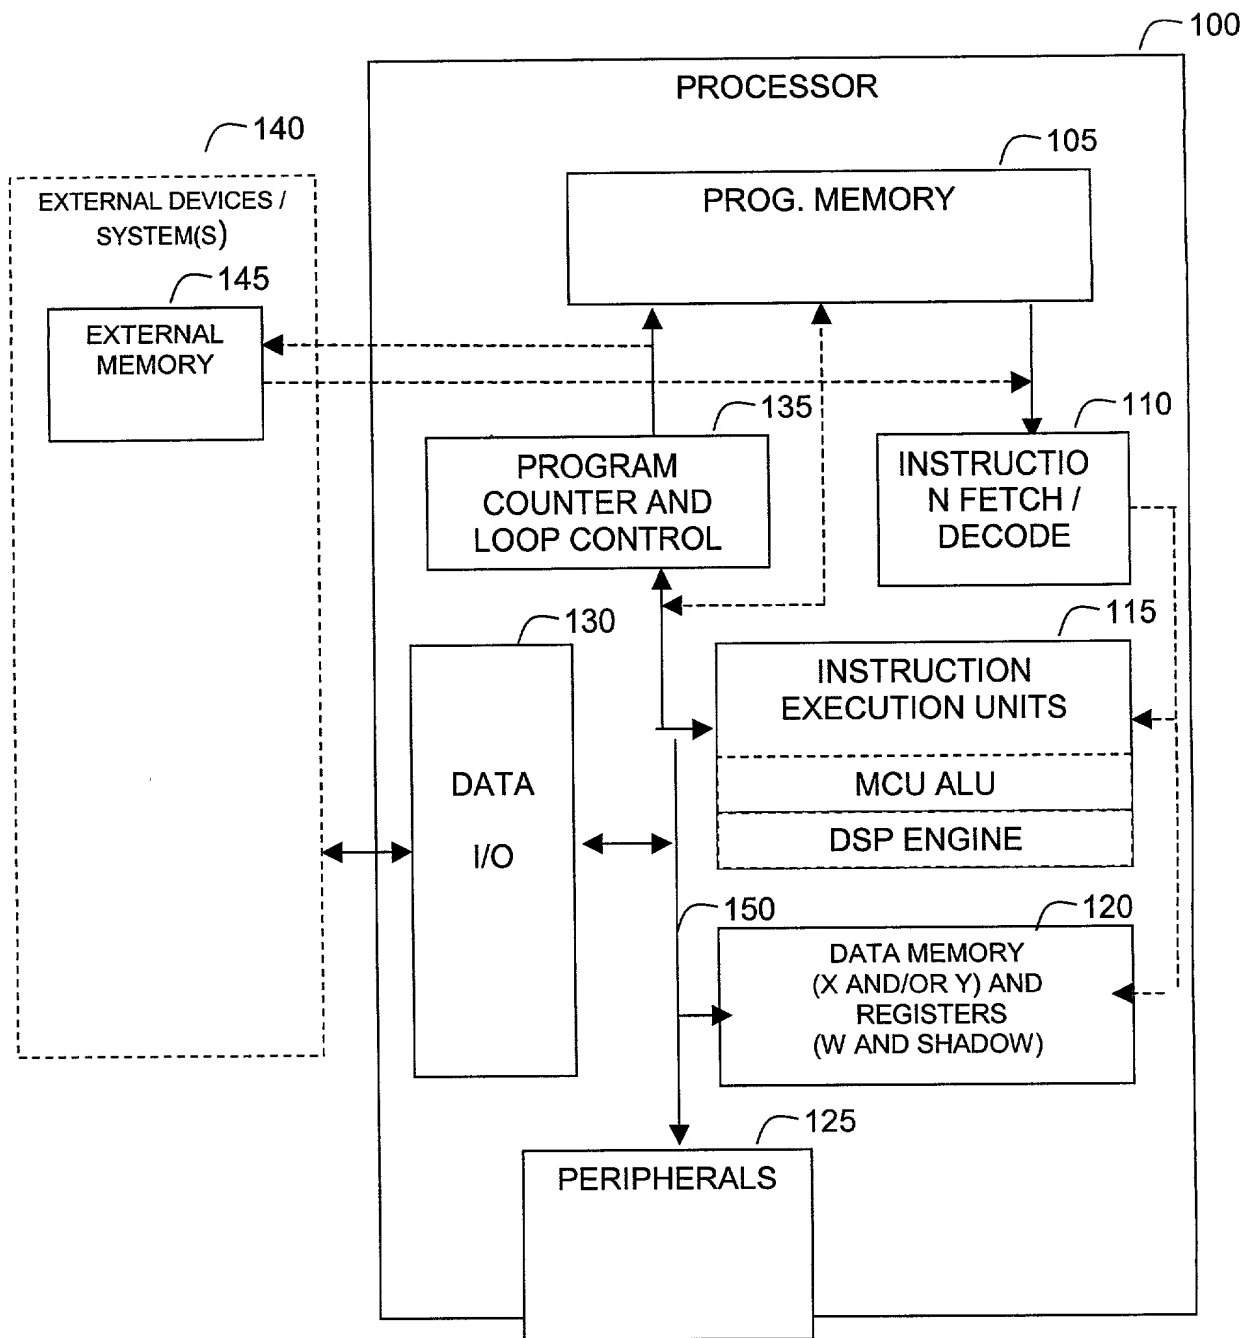 100
PROCESSOR
140
105
EXTERNAL DEVICES /
SYSTEM(S)
PROG. MEMORY
145
EXTERNAL
MEMORY
135
110
PROGRAM
COUNTER AND
LOOP CONTROL
INSTRUCTIO
N FETCH /
DECODE
130
115
INSTRUCTION
EXECUTION UNITS
DATA
I/O
MCU ALU
DSP ENGINE
150
120
DATA MEMORY
(X AND/OR Y) AND
REGISTERS
(W AND SHADOW)
125
PERIPHERALS